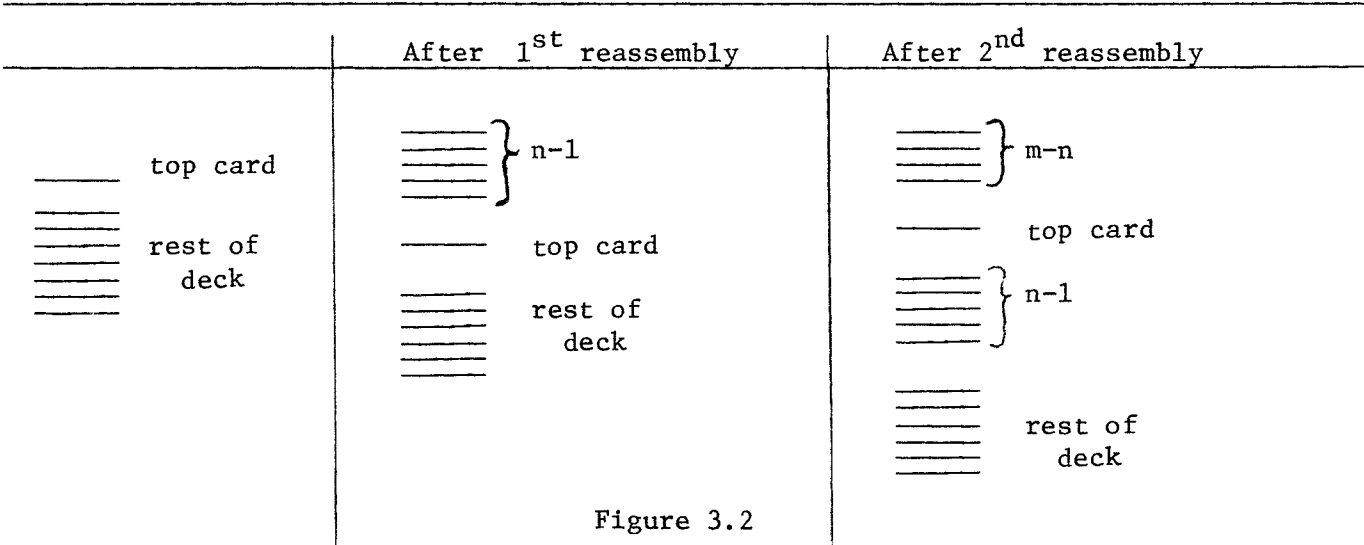 After 1st reassembly
After 2nd reassembly
top card
rest of
deck
n-1
top card
rest of
deck
m-n
top card
n-1
rest of
deck
Figure 3.2